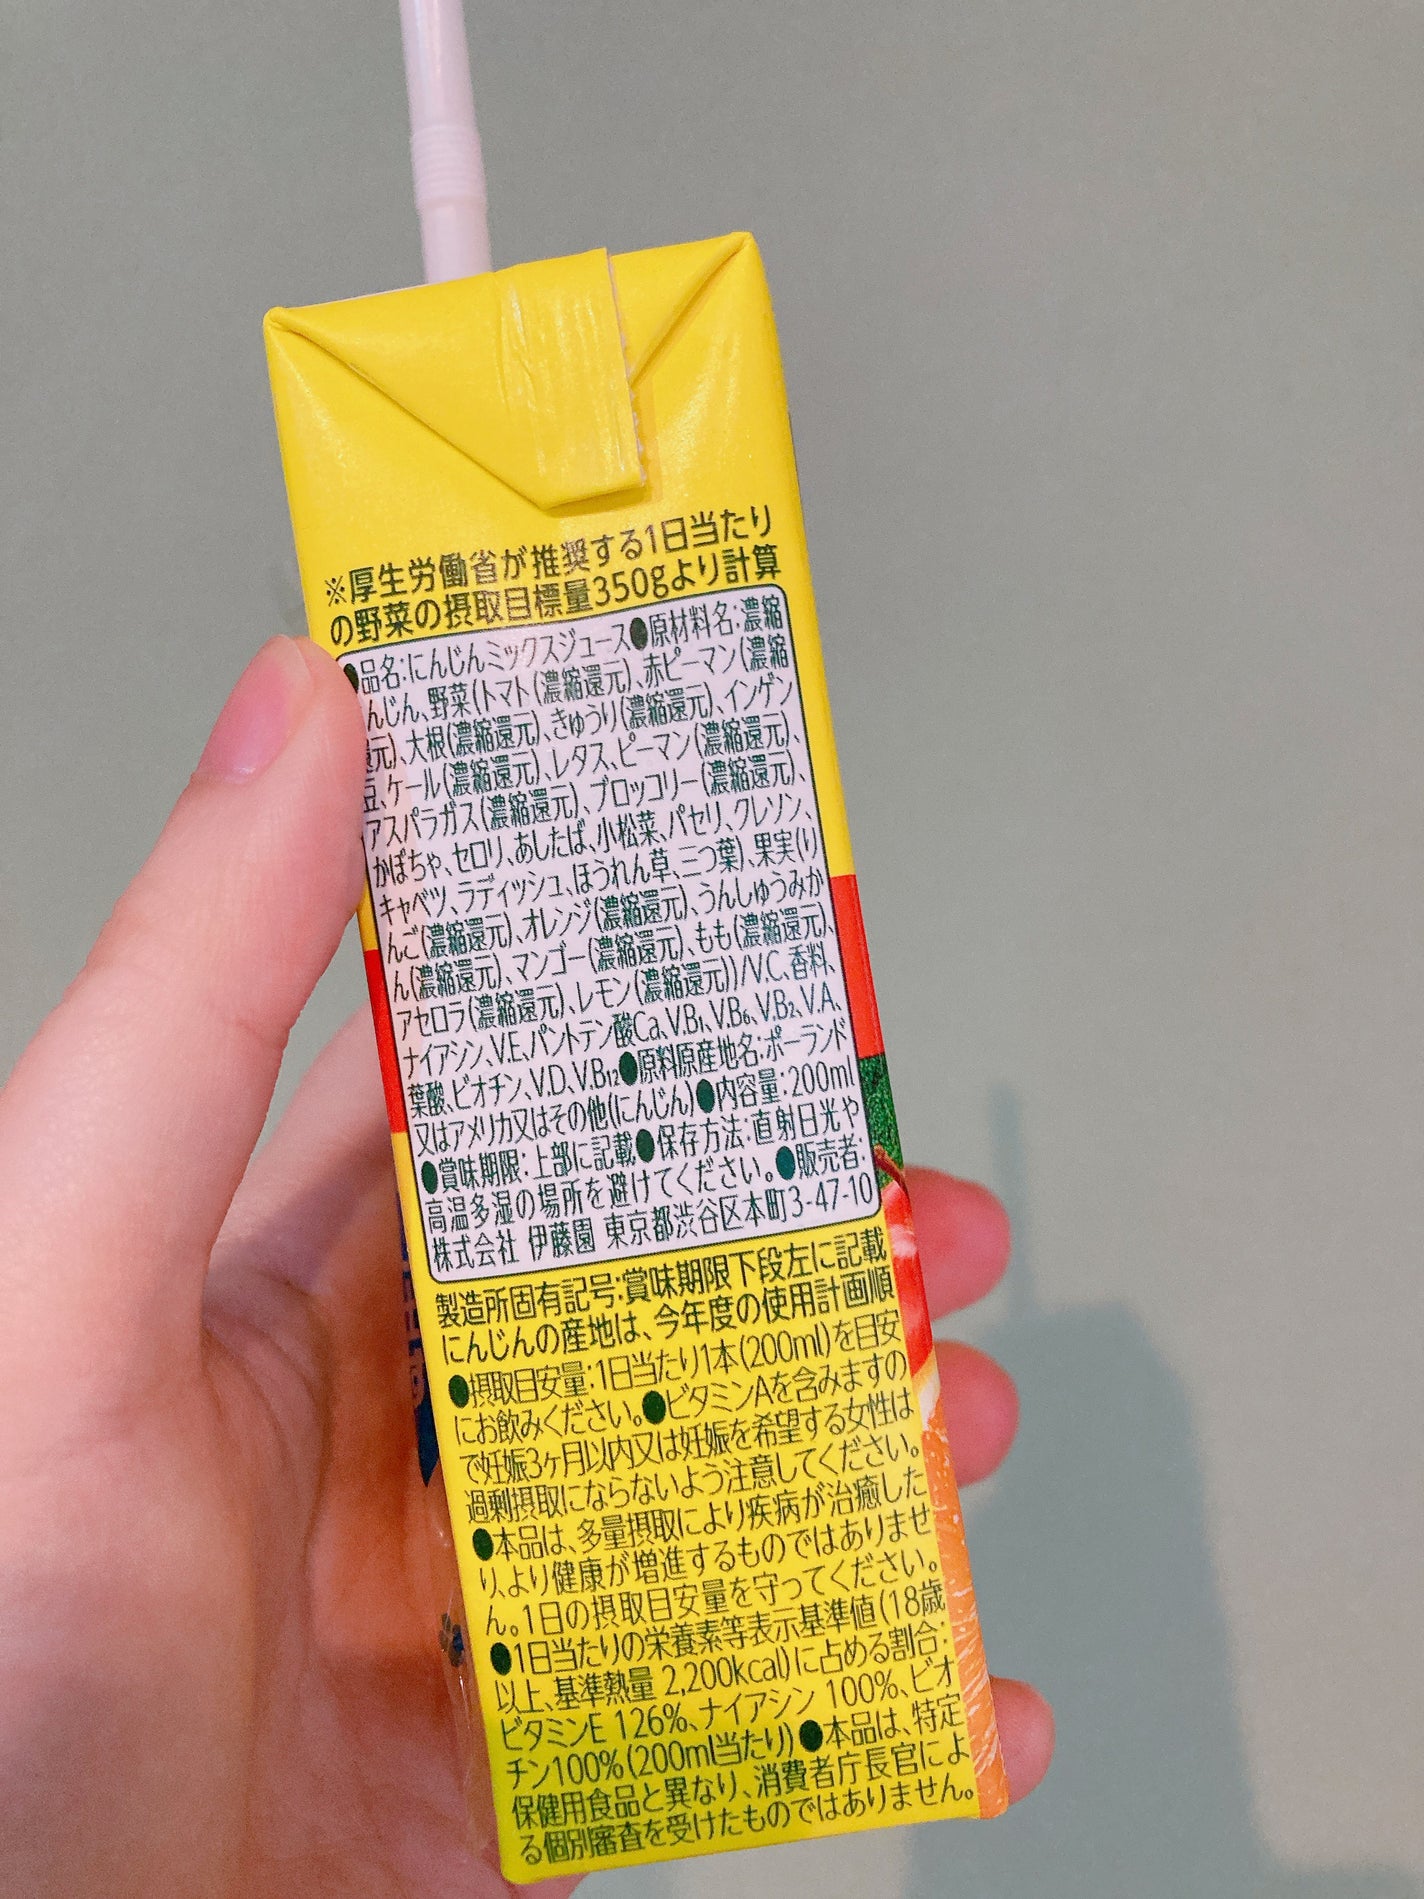 ※厚生労働省が推奨する1日当たり
の野菜の摂取目標量350gより計算
●品名:にんじんミックスジュース●原材料名:濃縮
んじん、野菜(トマト(濃縮還元)、赤ピーマン(濃縮
還元)、大根(濃縮還元)、きゅうり(濃縮還元)、インゲン
豆、ケール(濃縮還元)、レタス、ピーマン(濃縮還元)、
アスパラガス(濃縮還元)、ブロッコリー(濃縮還元)、
かぼちゃ、セロリ、あしたば、小松菜、パセリ、クレソン、
キャベツ、ラディッシュ、ほうれん草、三つ葉)、果実(り
んご(濃縮還元)、オレンジ(濃縮還元)、うんしゅうみか
ん(濃縮還元)、マンゴー(濃縮還元)、もも(濃縮還元)、
アセロラ(濃縮還元)、レモン(濃縮還元))/V.C、香料、
ナイアシン、V.E、パントテン酸Ca、V.B₁、V.B₆、V.B₂、V.A、
葉酸、ビオチン、V.D、V.B₁₂●原料原産地名:ポーランド
又はアメリカ又はその他(にんじん)●内容量:200ml
●賞味期限:上部に記載●保存方法:直射日光や
高温多湿の場所を避けてください。●販売者:
株式会社 伊藤園 東京都渋谷区本町3-47-10
製造所固有記号:賞味期限下段左に記載
にんじんの産地は、今年度の使用計画順
●摂取目安量:1日当たり1本(200ml)を目安
にお飲みください。●ビタミンAを含みますの
で妊娠3ヶ月以内又は妊娠を希望する女性は
過剰摂取にならないよう注意してください。
●本品は、多量摂取により疾病が治癒した
り、より健康が増進するものではありませ
ん。1日の摂取目安量を守ってください。
●1日当たりの栄養素等表示基準値(18歳
以上、基準熱量 2,200kcal)に占める割合:
ビタミンE 126%、ナイアシン 100%、ビオ
チン100%(200ml当たり)●本品は、特定
保健用食品と異なり、消費者庁長官によ
る個別審査を受けたものではありません。